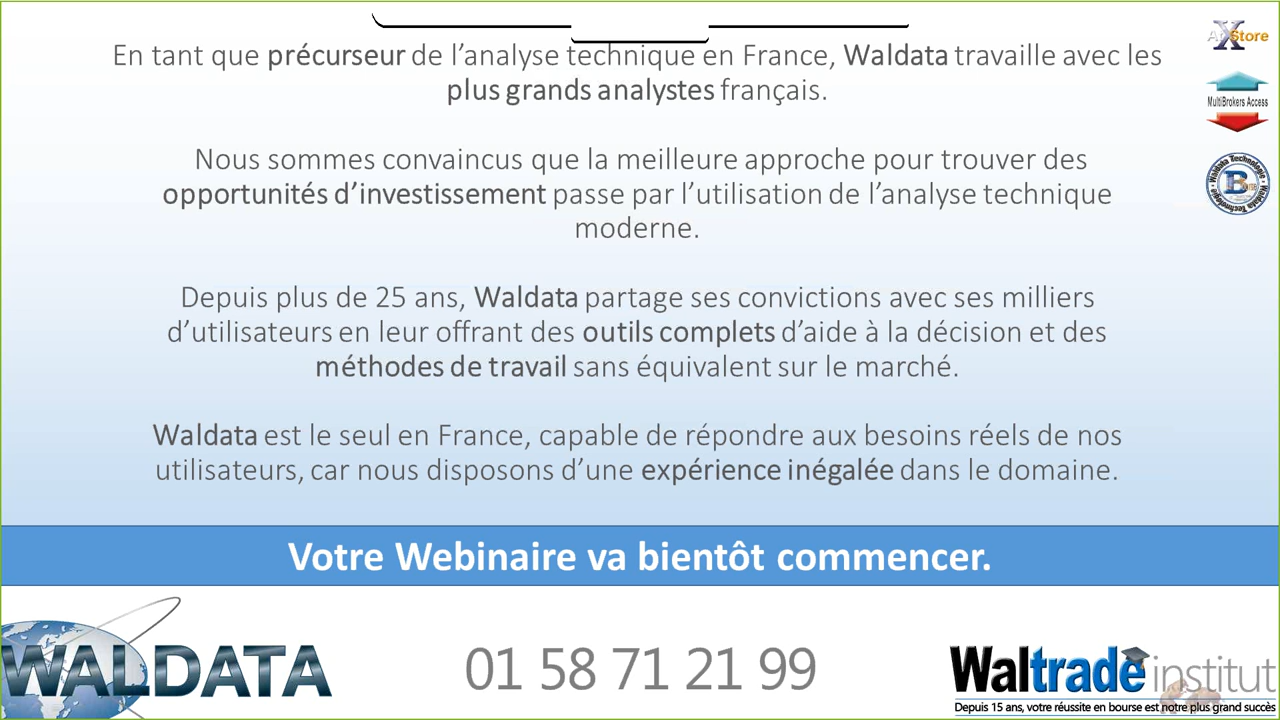 En tant que précurseur de l'analyse technique en France, Waldata travaille avec les
plus grands analystes français.
Nous sommes convaincus que la meilleure approche pour trouver des
opportunités d'investissement passe par l'utilisation de l'analyse technique
moderne.
Depuis plus de 25 ans, Waldata partage ses convictions avec ses milliers
d'utilisateurs en leur offrant des outils complets d'aide à la décision et des
méthodes de travail sans équivalent sur le marché.
Waldata est le seul en France, capable de répondre aux besoins réels de nos
utilisateurs, car nous disposons d'une expérience inégalée dans le domaine.
Store
MultiBrokers Access
Waldata Technologie
Votre Webinaire va bientôt commencer.
WALDATA
01 58 71 21 99
Waltrade institut
Depuis 15 ans, votre réussite en bourse est notre plus grand succès